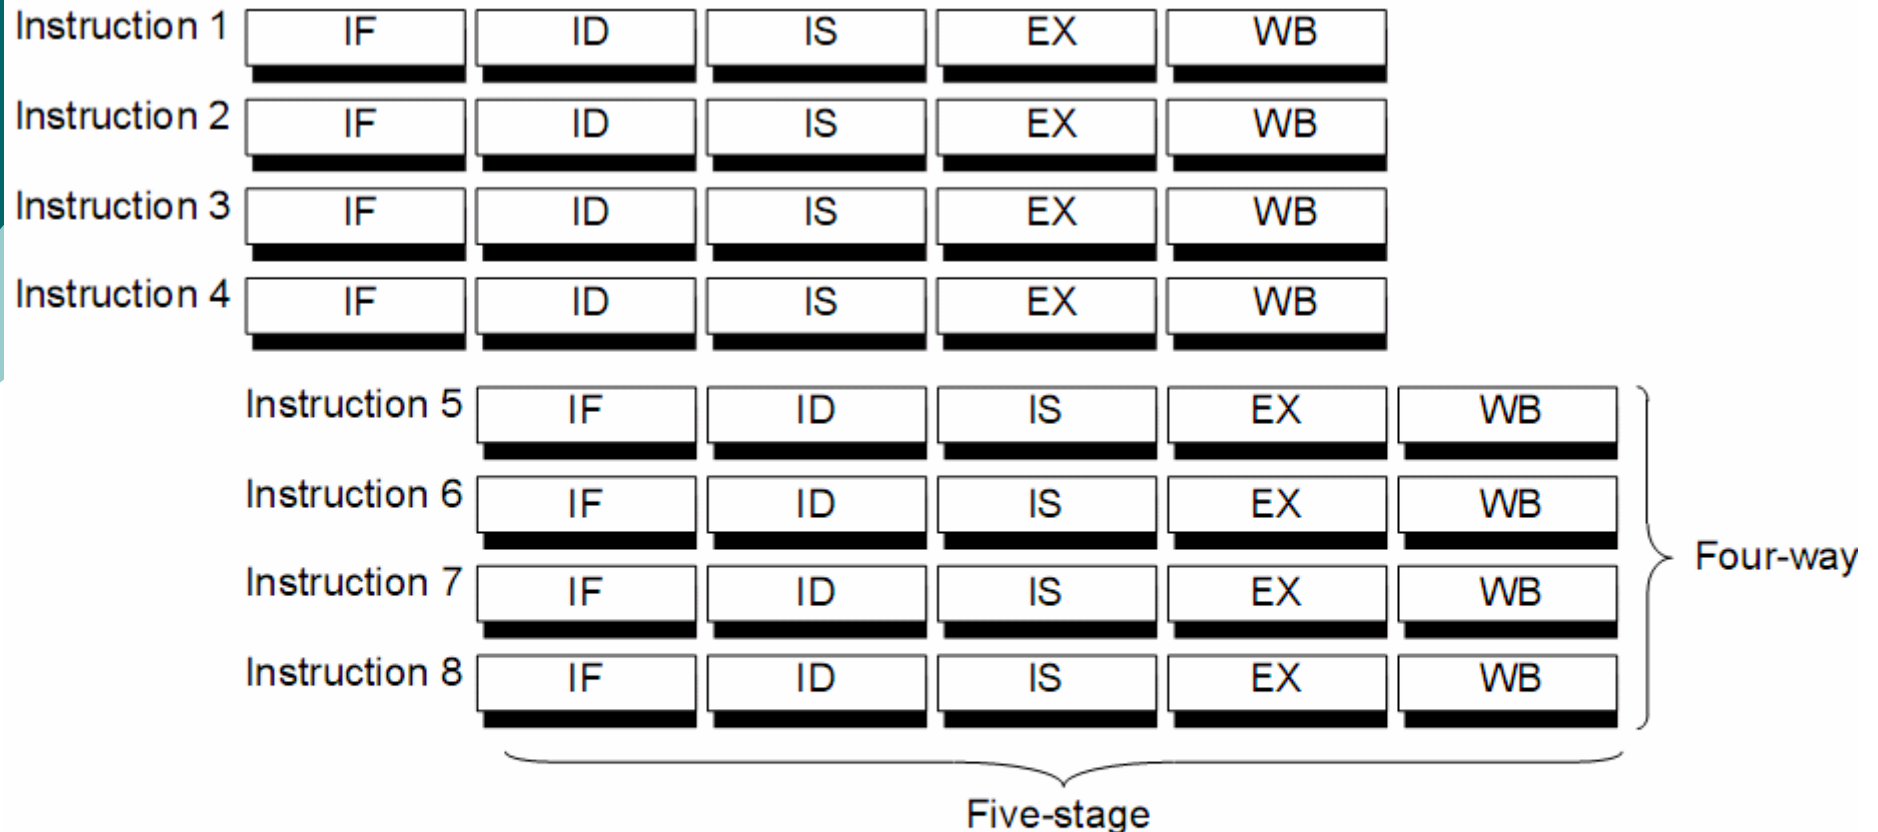 Instruction 1 IF ID IS EX WB
Instruction 2 IF ID IS EX WB
Instruction 3 IF ID IS EX WB
Instruction 4 IF ID IS EX WB
Instruction 5 IF ID IS EX WB
Instruction 6 IF ID IS EX WB
Four-way
Instruction 7 IF ID IS EX WB
Instruction 8 IF ID IS EX WB
Five-stage